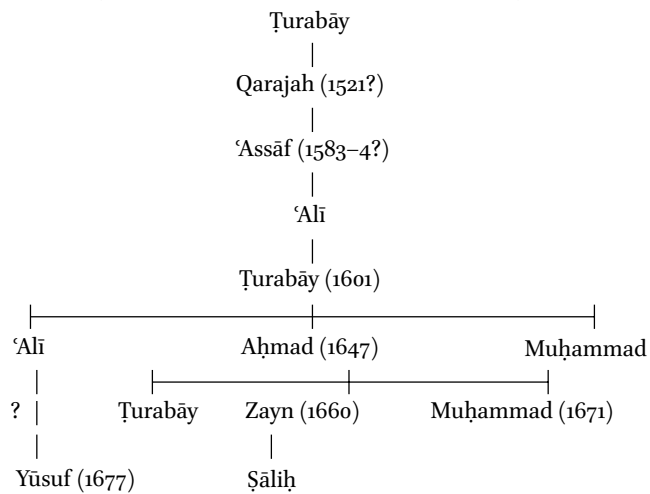 Ṭurabāy
Qarajah (1521?)
ʿAssāf (1583–4?)
ʿAlī
Ṭurabāy (1601)
ʿAlī Aḥmad (1647) Muḥammad
? Ṭurabāy Zayn (1660) Muḥammad (1671)
Yūsuf (1677) Ṣāliḥ